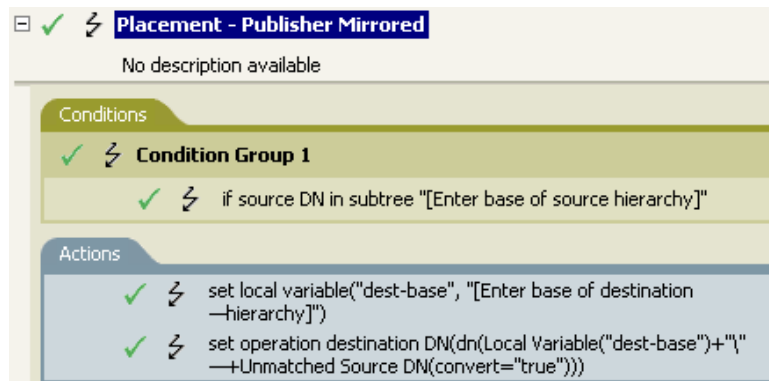 Placement - Publisher Mirrored
No description available
Conditions
Condition Group 1
if source DN in subtree "[Enter base of source hierarchy]"
Actions
set local variable("dest-base", "[Enter base of destination
—hierarchy]")
set operation destination DN(dn(Local Variable("dest-base")+"\"
—+Unmatched Source DN(convert="true")))